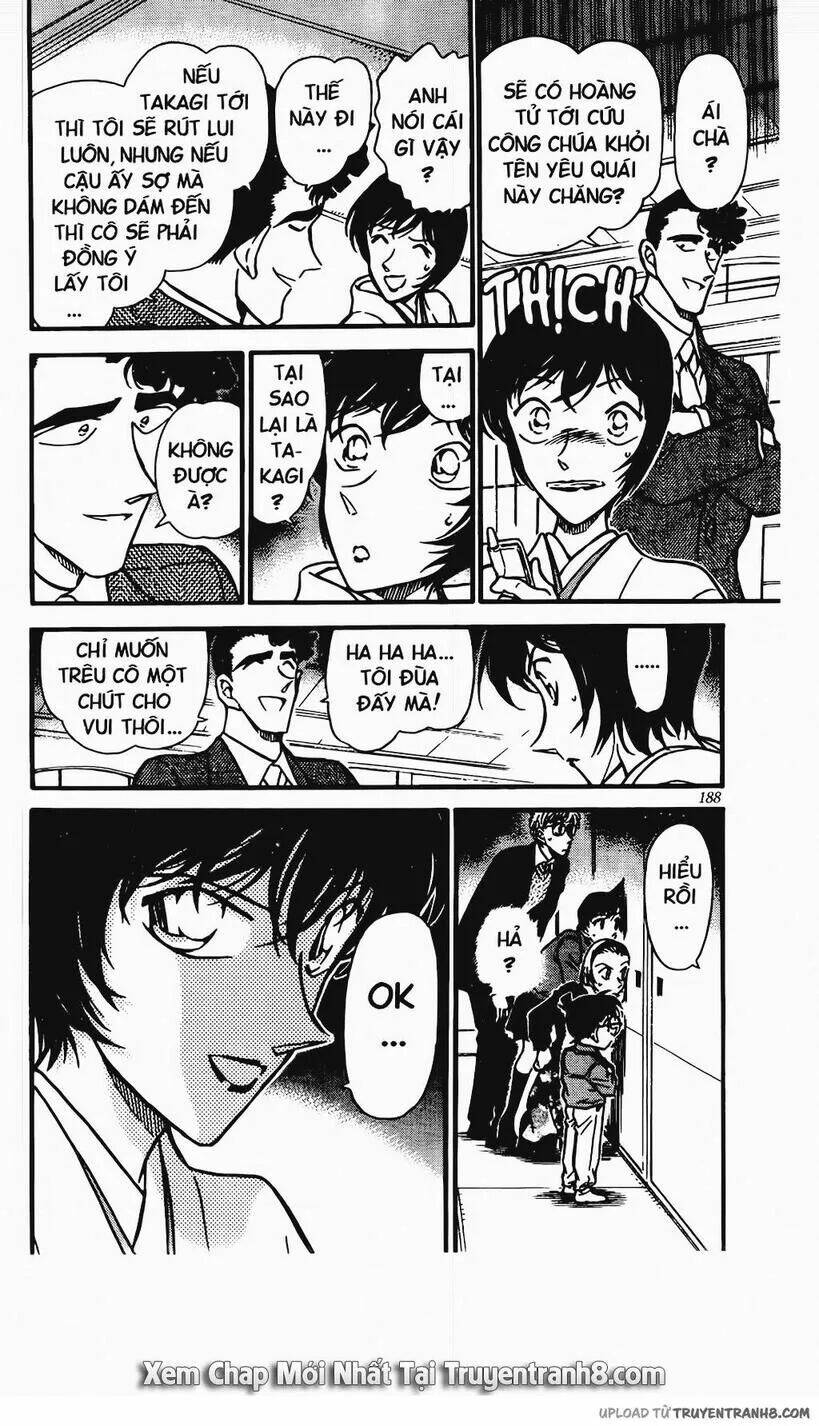 ÁI
CHÀ
?
SẼ CÓ HOÀNG
TỬ TỚI CỨU
CÔNG CHÚA KHỎI
TÊN YÊU QUÁI
NÀY CHĂNG?
THỊCH
ANH
NÓI CÁI
GÌ VẬY
?
THẾ
NÀY ĐI
...
NẾU
TAKAGI TỚI
THÌ TÔI SẼ RÚT LUI
LUÔN, NHƯNG NẾU
CẬU ẤY SỢ MÀ
KHÔNG DÁM ĐẾN
THÌ CÔ SẼ PHẢI
ĐỒNG Ý
LẤY TÔI
...
TẠI
...
TẠI
SAO
LẠI LÀ
TA-
KAGI
?
KHÔNG
ĐƯỢC
À?
......
HA HA HA...
TÔI ĐÙA
ĐẤY MÀ!
CHỈ MUỐN
TRÊU CÔ MỘT
CHÚT CHO
VUI THÔI...
188
HIỂU
RỒI
...
HẢ
?
OK
...
Xem Chap Mới Nhất Tại Truyentranh8.com
UPLOAD TỪ TRUYENTRANH8.COM